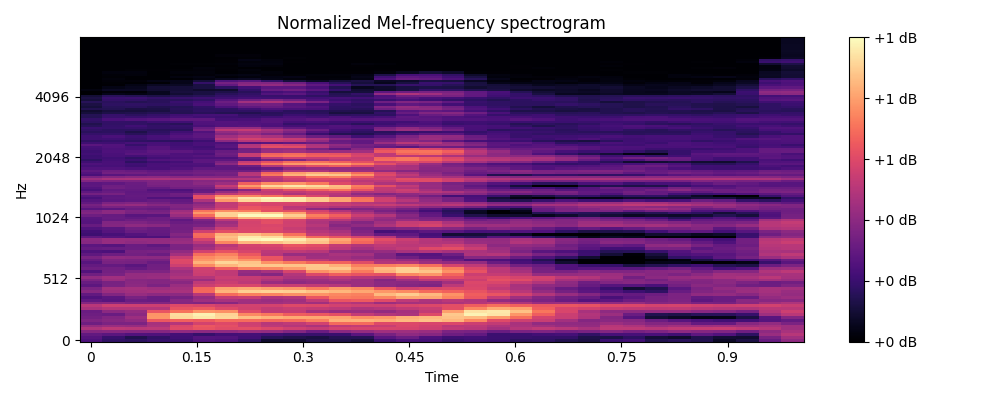 Normalized Mel-frequency spectrogram
Hz
4096
2048
1024
512
0
0 0.15 0.3 0.45 0.6 0.75 0.9
Time
+1 dB
+1 dB
+1 dB
+0 dB
+0 dB
+0 dB